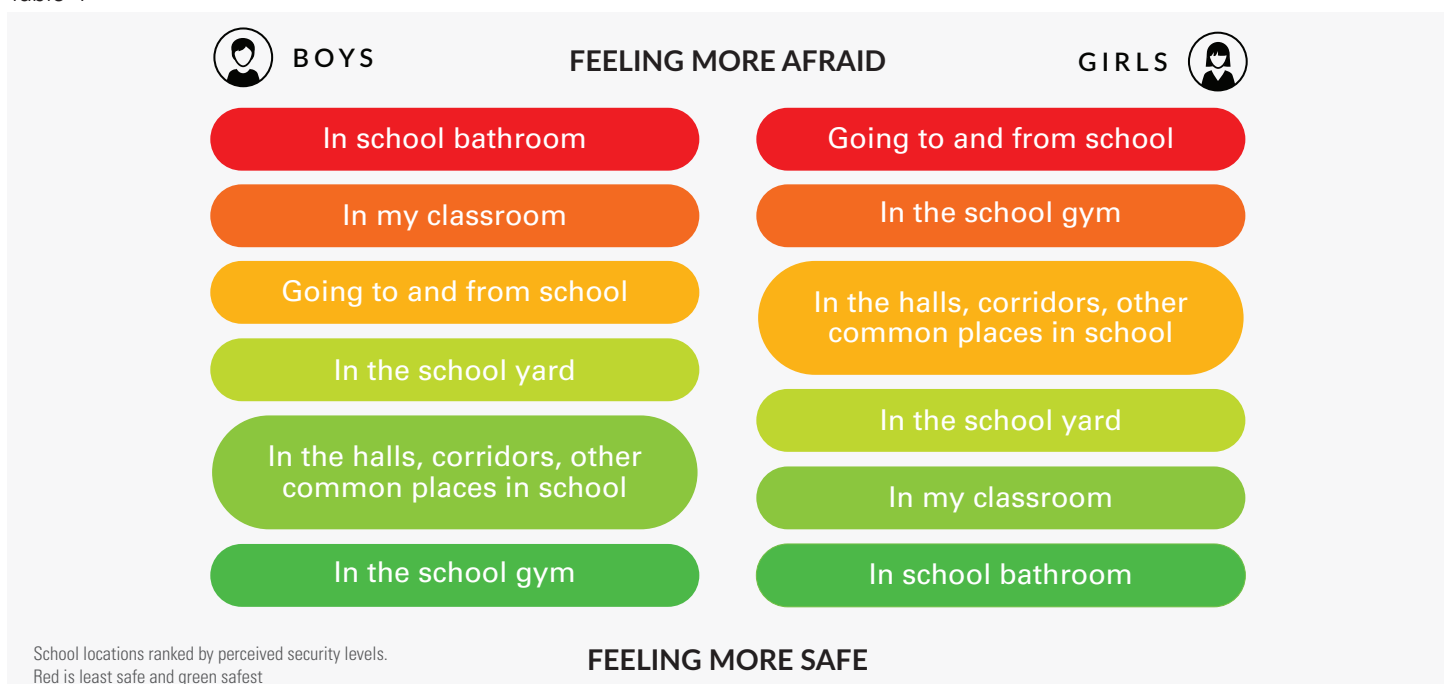 BOYS
FEELING MORE AFRAID
GIRLS
In school bathroom
In my classroom
Going to and from school
In the school yard
In the halls, corridors, other
common places in school
In the school gym
Going to and from school
In the school gym
In the halls, corridors, other
common places in school
In the school yard
In my classroom
In school bathroom
FEELING MORE SAFE
School locations ranked by perceived security levels.
Red is least safe and green safest